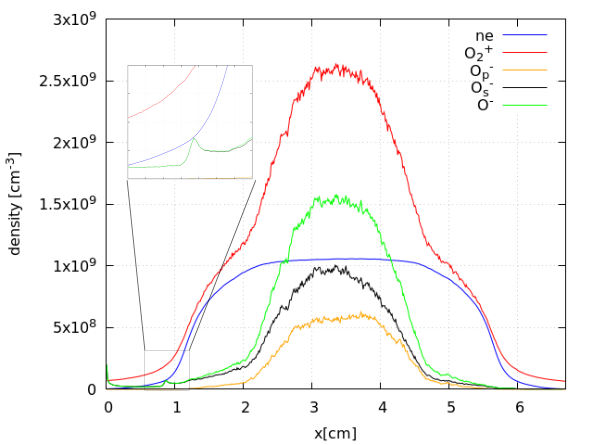 3x10⁹
2.5x10⁹
2x10⁹
1.5x10⁹
1x10⁹
5x10⁸
0
density [cm⁻³]
ne
O₂⁺
Oₚ⁻
Oₛ⁻
O⁻
0 1 2 3 4 5 6
x[cm]